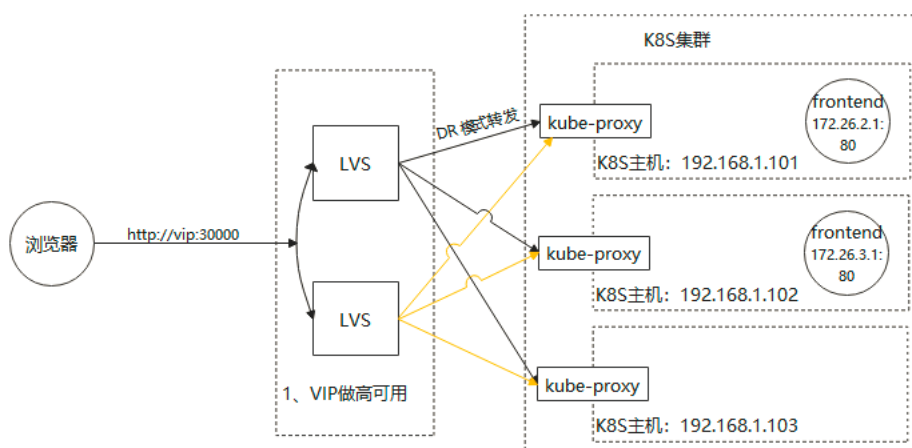 K8S集群
frontend
172.26.2.1:
80
kube-proxy
K8S主机：192.168.1.101
DR 模式转发
LVS
浏览器
http://vip:30000
frontend
172.26.3.1:
80
kube-proxy
K8S主机：192.168.1.102
LVS
1、VIP做高可用
kube-proxy
K8S主机：192.168.1.103